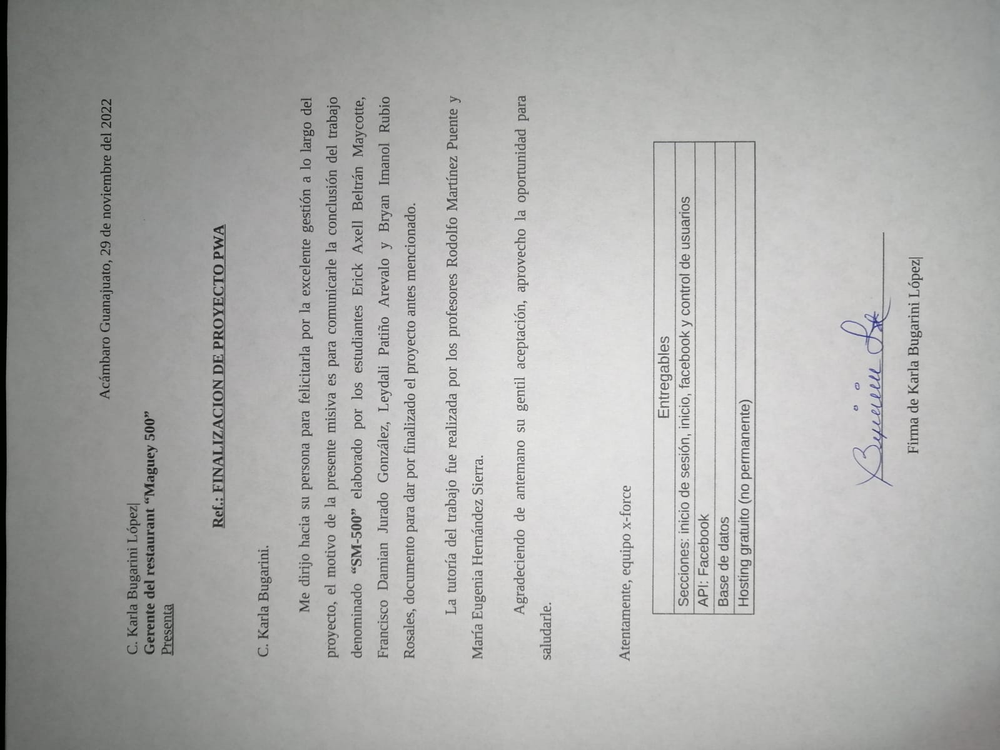 Acámbaro Guanajuato, 29 de noviembre del 2022
C. Karla Bugarini López|
Gerente del restaurant “Maguey 500”
Presenta
Ref.: FINALIZACION DE PROYECTO PWA
C. Karla Bugarini.
Me dirijo hacia su persona para felicitarla por la excelente gestión a lo largo del
proyecto, el motivo de la presente misiva es para comunicarle la conclusión del trabajo
denominado “SM-500” elaborado por los estudiantes Erick Axell Beltrán Maycotte,
Francisco Damian Jurado González, Leydali Patiño Arevalo y Bryan Imanol Rubio
Rosales, documento para dar por finalizado el proyecto antes mencionado.
La tutoría del trabajo fue realizada por los profesores Rodolfo Martínez Puente y
María Eugenia Hernández Sierra.
Agradeciendo de antemano su gentil aceptación, aprovecho la oportunidad para
saludarle.
Atentamente, equipo x-force
Entregables
Secciones: inicio de sesión, inicio, facebook y control de usuarios
API: Facebook
Base de datos
Hosting gratuito (no permanente)
Firma de Karla Bugarini López|